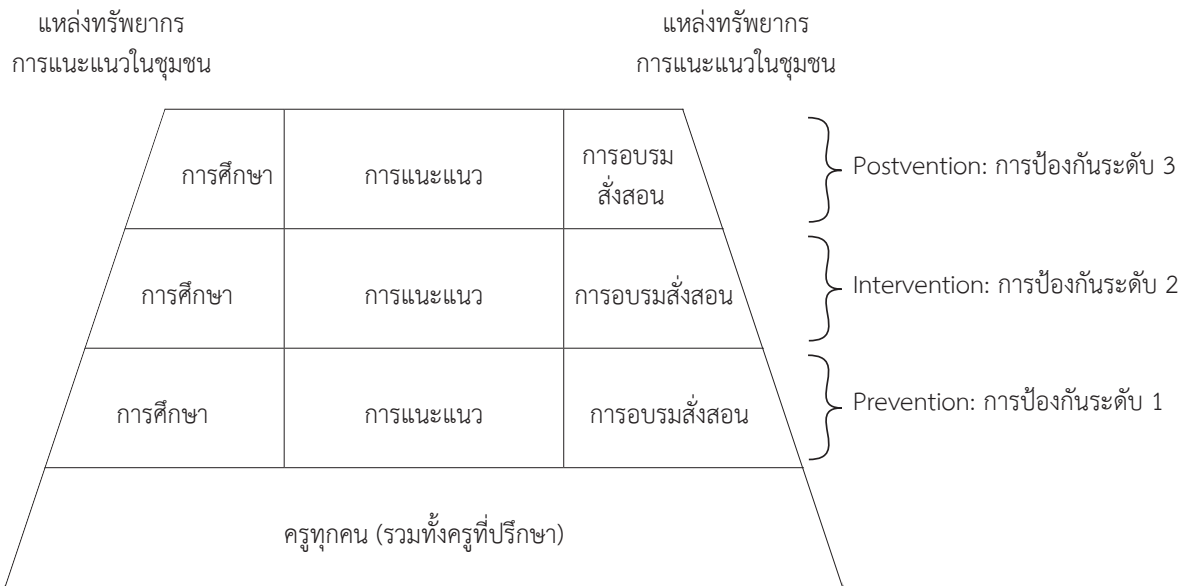 แหล่งทรัพยากร
การแนะแนวในชุมชน
แหล่งทรัพยากร
การแนะแนวในชุมชน
การศึกษา
การแนะแนว
การอบรม
สั่งสอน
Postvention: การป้องกันระดับ 3
การศึกษา
การแนะแนว
การอบรมสั่งสอน
Intervention: การป้องกันระดับ 2
การศึกษา
การแนะแนว
การอบรมสั่งสอน
Prevention: การป้องกันระดับ 1
ครูทุกคน (รวมทั้งครูที่ปรึกษา)